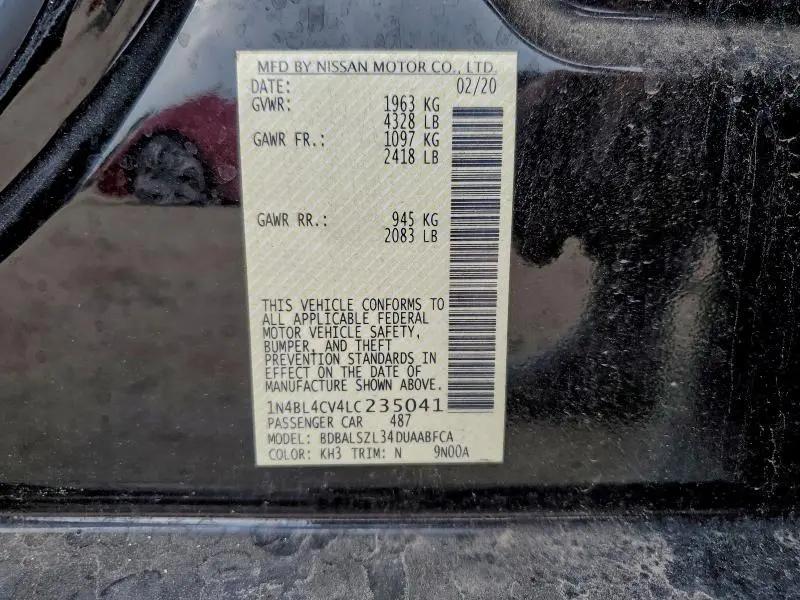 MFD BY NISSAN MOTOR CO., LTD.
DATE: 02/20
GVWR: 1963 KG
4328 LB
GAWR FR.: 1097 KG
2418 LB
GAWR RR.: 945 KG
2083 LB
THIS VEHICLE CONFORMS TO
ALL APPLICABLE FEDERAL
MOTOR VEHICLE SAFETY,
BUMPER, AND THEFT
PREVENTION STANDARDS IN
EFFECT ON THE DATE OF
MANUFACTURE SHOWN ABOVE.
1N4BL4CV4LC235041
PASSENGER CAR 487
MODEL: BDBALSZL34DUAABFCA
COLOR: KH3 TRIM: N 9N00A